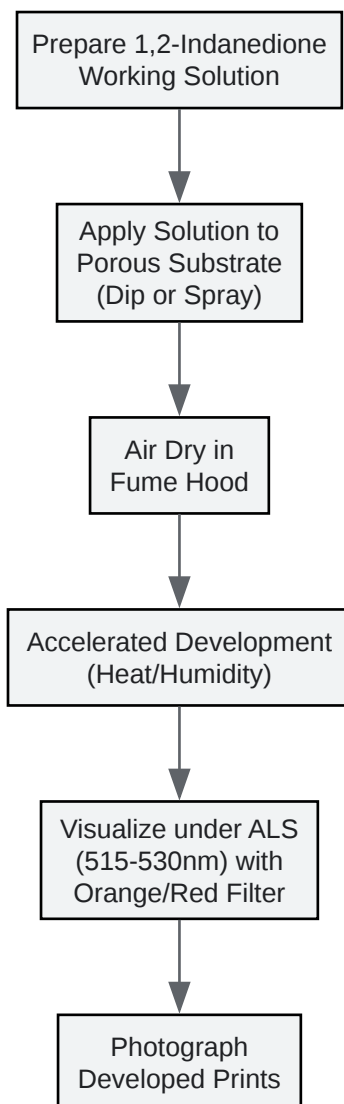 Prepare 1,2-Indanedione
Working Solution
Apply Solution to
Porous Substrate
(Dip or Spray)
Air Dry in
Fume Hood
Accelerated Development
(Heat/Humidity)
Visualize under ALS
(515-530nm) with
Orange/Red Filter
Photograph
Developed Prints